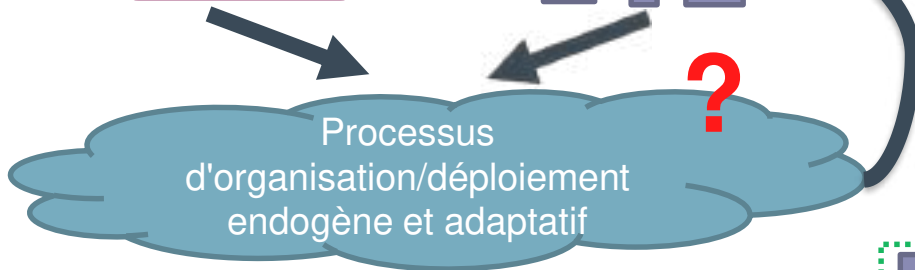 ?
Processus
d'organisation/déploiement
endogène et adaptatif